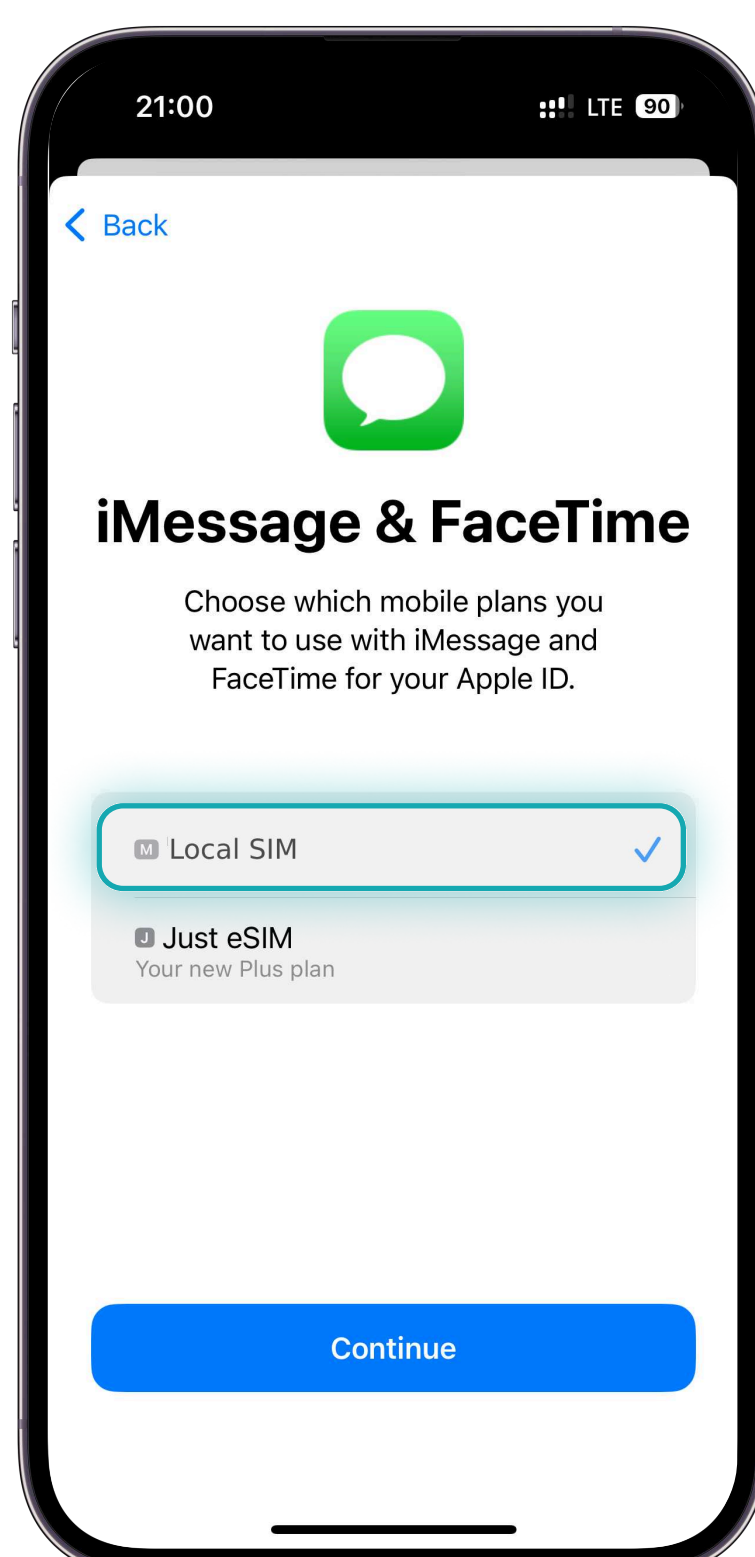 21:00 LTE 90
Back
iMessage & FaceTime
Choose which mobile plans you
want to use with iMessage and
FaceTime for your Apple ID.
M Local SIM
J Just eSIM
Your new Plus plan
Continue